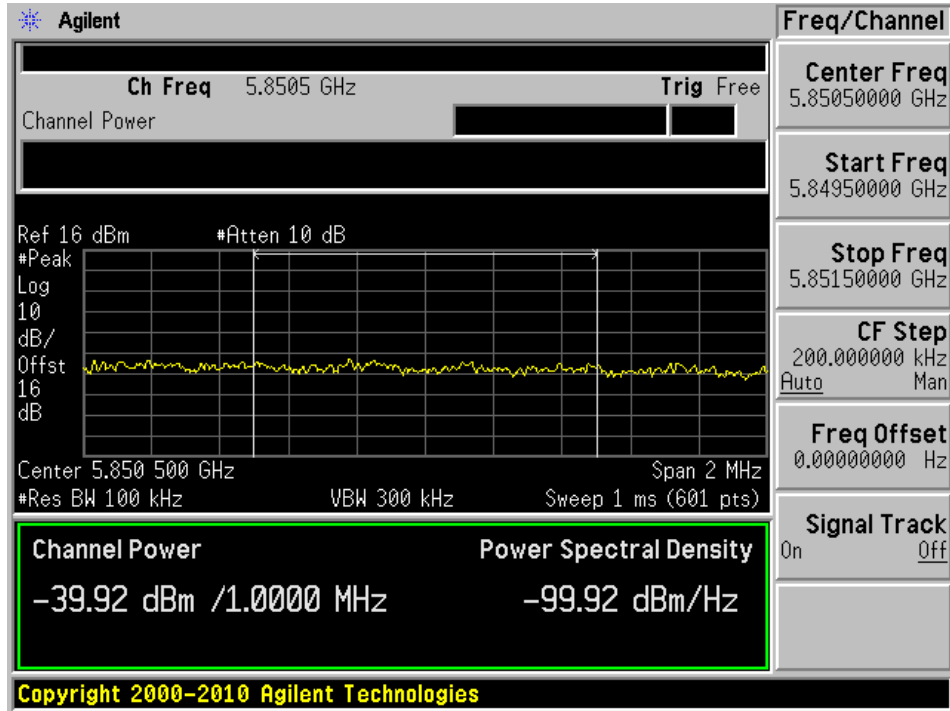 Agilent
Freq/Channel
Ch Freq 5.8505 GHz Trig Free
Channel Power
Center Freq
5.85050000 GHz
Start Freq
5.84950000 GHz
Stop Freq
5.85150000 GHz
CF Step
200.000000 kHz
Auto Man
Freq Offset
0.00000000 Hz
Signal Track
On Off
Ref 16 dBm #Atten 10 dB
#Peak
Log
10
dB/
Offst
16
dB
Center 5.850 500 GHz Span 2 MHz
#Res BW 100 kHz VBW 300 kHz Sweep 1 ms (601 pts)
Channel Power Power Spectral Density
-39.92 dBm /1.0000 MHz -99.92 dBm/Hz
Copyright 2000-2010 Agilent Technologies